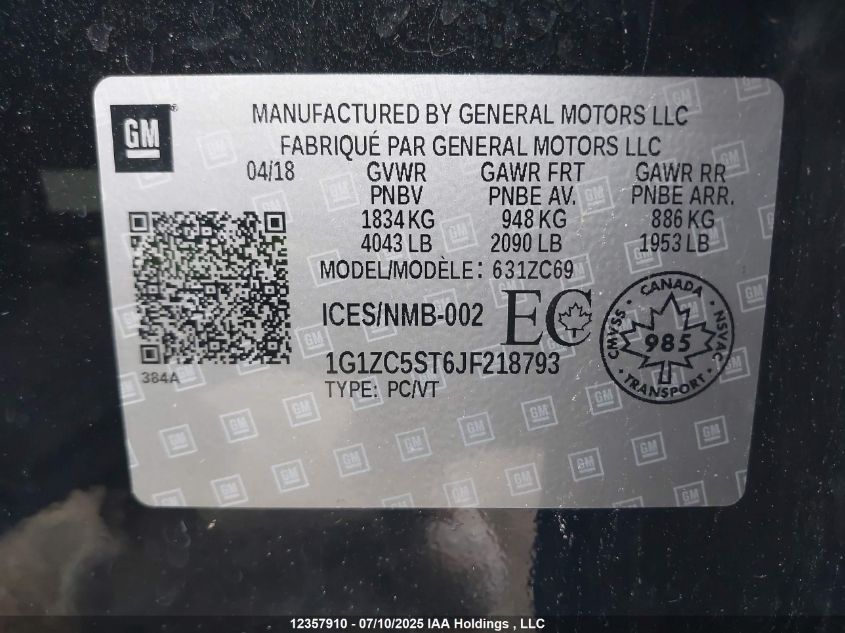 GM
MANUFACTURED BY GENERAL MOTORS LLC
FABRIQUÉ PAR GENERAL MOTORS LLC
04/18 GVWR GAWR FRT GAWR RR
PNBV PNBE AV. PNBE ARR.
1834 KG 948 KG 886 KG
4043 LB 2090 LB 1953 LB
MODEL/MODÈLE: 631ZC69
ICES/NMB-002 EC
CANADA
CMVSS 985 NSVAC
TRANSPORT
1G1ZC5ST6JF218793
384A
TYPE: PC/VT
12357910 - 07/10/2025 IAA Holdings , LLC